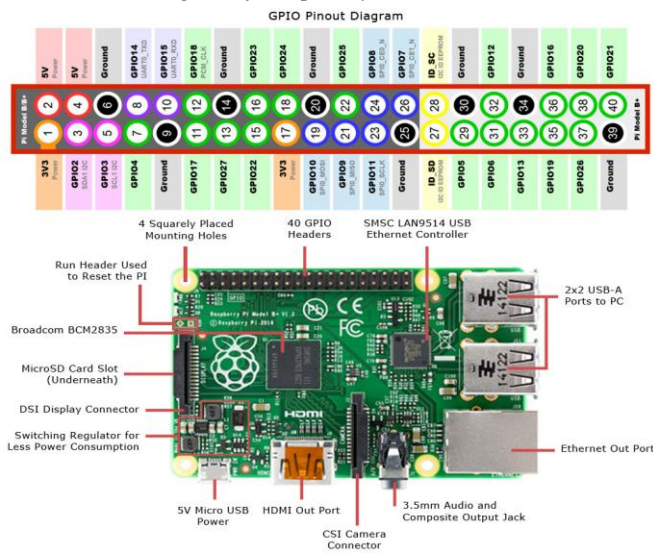 GPIO Pinout Diagram
5V Power
5V Power
Ground
GPIO14 UART0_TXD
GPIO15 UART0_RXD
GPIO18 PCM_CLK
Ground
GPIO23
GPIO24
Ground
GPIO25
GPIO8 SPI0_CE0_N
GPIO7 SPI0_CE1_N
ID_SC I2C ID EEPROM
Ground
GPIO12
Ground
GPIO16
GPIO20
GPIO21
Pi Model B/B+
2 4 6 8 10 12 14 16 18 20 22 24 26 28 30 32 34 36 38 40
1 3 5 7 9 11 13 15 17 19 21 23 25 27 29 31 33 35 37 39
Pi Model B+
3V3 Power
GPIO2 SDA1 I2C
GPIO3 SCL1 I2C
GPIO4
Ground
GPIO17
GPIO27
GPIO22
3V3 Power
GPIO10 SPI0_MOSI
GPIO9 SPI0_MISO
GPIO11 SPI0_SCLK
Ground
ID_SD I2C ID EEPROM
GPIO5
GPIO6
GPIO13
GPIO19
GPIO26
Ground
4 Squarely Placed
Mounting Holes
40 GPIO
Headers
SMSC LAN9514 USB
Ethernet Controller
Run Header Used
to Reset the PI
2x2 USB-A
Ports to PC
Broadcom BCM2835
MicroSD Card Slot
(Underneath)
DSI Display Connector
Switching Regulator for
Less Power Consumption
Ethernet Out Port
5V Micro USB
Power
HDMI Out Port
CSI Camera
Connector
3.5mm Audio and
Composite Output Jack
GPIO
Raspberry Pi Model B+ V1.2
© Raspberry Pi 2014
Pb
CE
FC
DISPLAY
HDMI
CAMERA
14122
14122